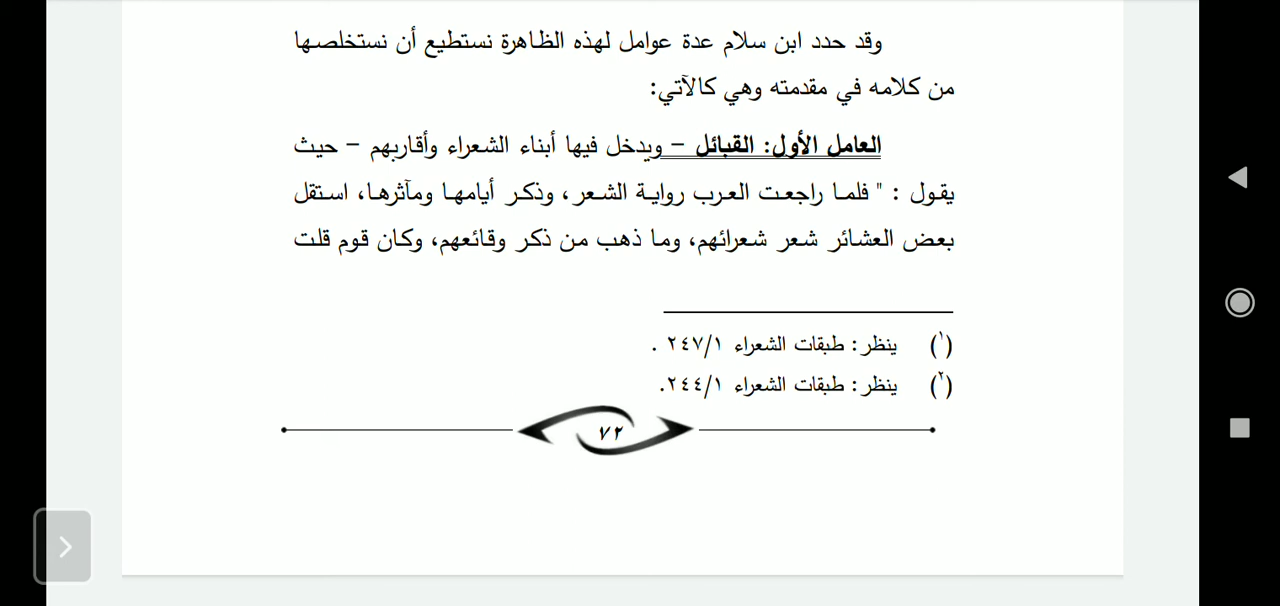 وقد حدد ابن سلام عدة عوامل لهذه الظاهرة نستطيع أن نستخلصها
من كلامه في مقدمته وهي كالآتي:
العامل الأول: القبائل – ويدخل فيها أبناء الشعراء وأقاربهم – حيث
يقول : " فلما راجعت العرب رواية الشعر، وذكر أيامها ومآثرها، استقل
بعض العشائر شعر شعرائهم، وما ذهب من ذكر وقائعهم، وكان قوم قلت
(١) ينظر: طبقات الشعراء ٢٤٧/١ .
(٢) ينظر: طبقات الشعراء ٢٤٤/١.
٧٢